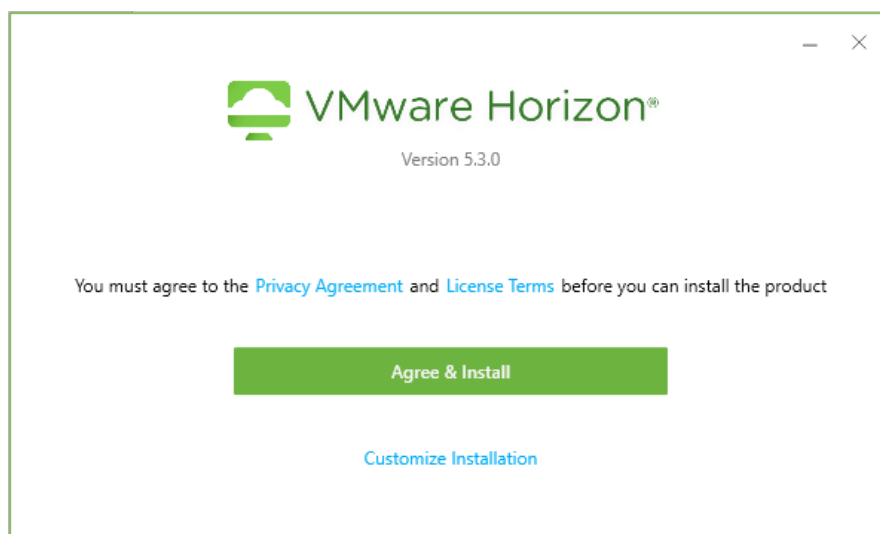 VMware Horizon®
Version 5.3.0
You must agree to the Privacy Agreement and License Terms before you can install the product
Agree & Install
Customize Installation